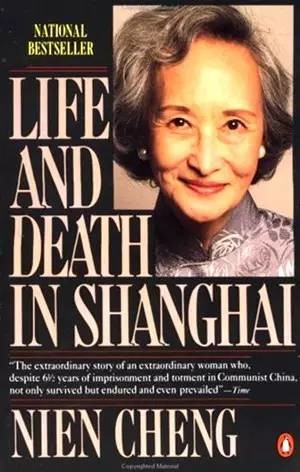 NATIONAL
BESTSELLER
LIFE
AND
DEATH
IN SHANGHAI
"The extraordinary story of an extraordinary woman who,
despite 6½ years of imprisonment and torment in Communist China,
not only survived but endured and even prevailed"—Time
NIEN CHENG